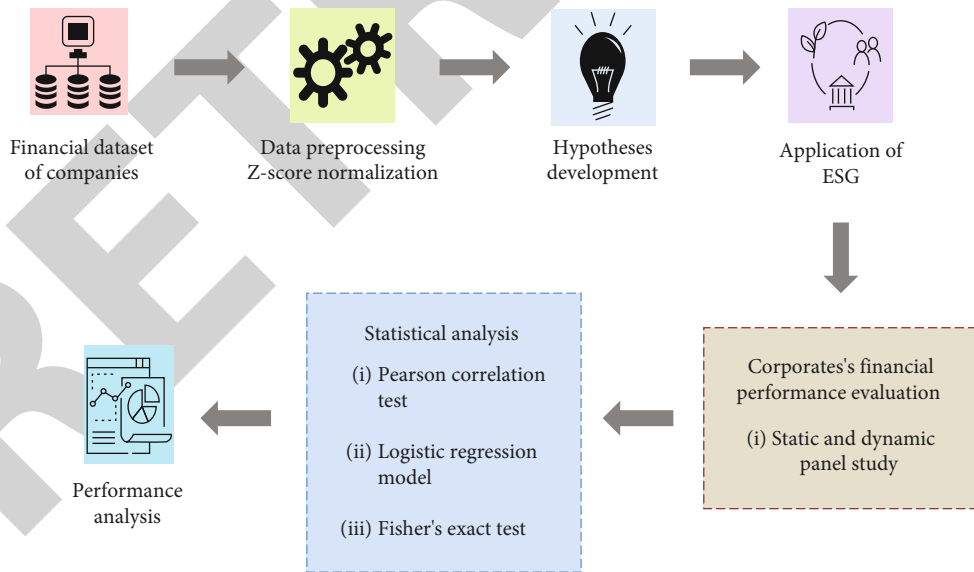 Financial dataset
of companies
Data preprocessing
Z-score normalization
Hypotheses
development
Application of
ESG
Corporates's financial
performance evaluation
(i) Static and dynamic
panel study
Statistical analysis
(i) Pearson correlation
test
(ii) Logistic regression
model
(iii) Fisher's exact test
Performance
analysis
RETR